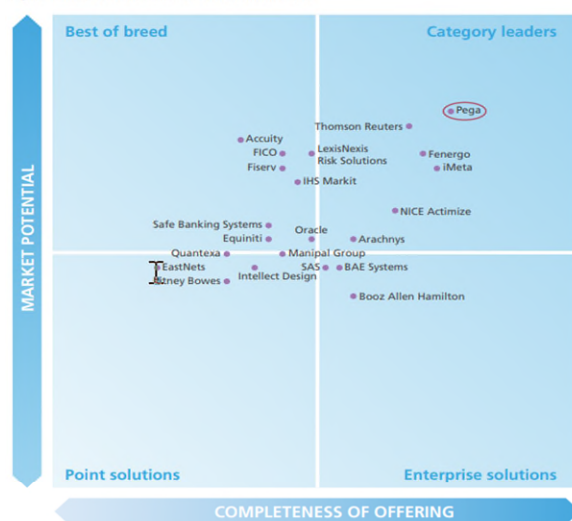 Best of breed
Category leaders
Pega
Thomson Reuters
Accuity
FICO
LexisNexis
Risk Solutions
Fenergo
Fiserv
iMeta
IHS Markit
NICE Actimize
Safe Banking Systems
Oracle
Equiniti
Arachnys
Quantexa
Manipal Group
EastNets
SAS
BAE Systems
Intellect Design
tney Bowes
Booz Allen Hamilton
Point solutions
Enterprise solutions
MARKET POTENTIAL
COMPLETENESS OF OFFERING